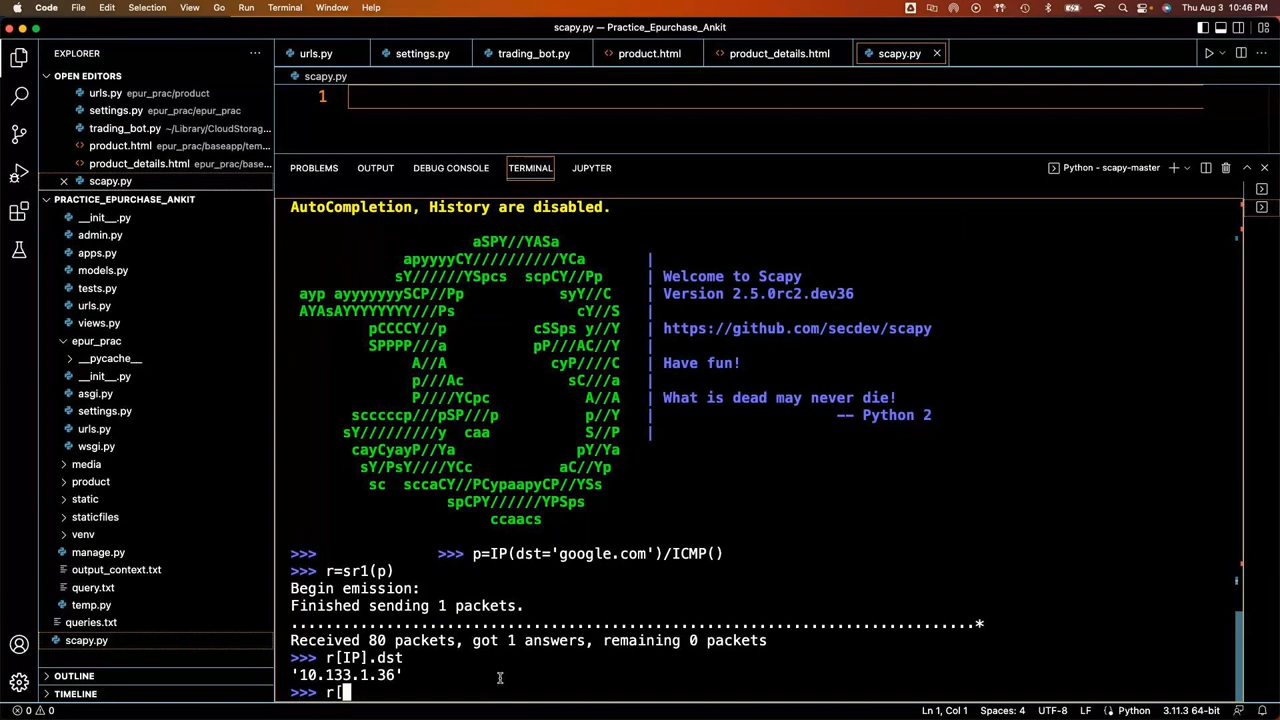 Code File Edit Selection View Go Run Terminal Window Help Thu Aug 3 10:46 PM
scapy.py — Practice_Epurchase_Ankit
EXPLORER
OPEN EDITORS
urls.py epur_prac/product
settings.py epur_prac/epur_prac
trading_bot.py ~/Library/CloudStorag...
product.html epur_prac/baseapp/tem...
product_details.html epur_prac/base...
scapy.py
PRACTICE_EPURCHASE_ANKIT
__init__.py
admin.py
apps.py
models.py
tests.py
urls.py
views.py
epur_prac
__pycache__
__init__.py
asgi.py
settings.py
urls.py
wsgi.py
media
product
static
staticfiles
venv
manage.py
output_context.txt
query.txt
temp.py
queries.txt
scapy.py
OUTLINE
TIMELINE
urls.py settings.py trading_bot.py product.html product_details.html scapy.py
scapy.py
1
PROBLEMS OUTPUT DEBUG CONSOLE TERMINAL JUPYTER Python - scapy-master
AutoCompletion, History are disabled.
aSPY//YASa
apyyyyCY//////////YCa |
sY//////YSpcs scpCY//Pp | Welcome to Scapy
ayp ayyyyyyySCP//Pp syY//C | Version 2.5.0rc2.dev36
AYAsAYYYYYYYY///Ps cY//S |
pCCCCY//p cSSps y//Y | https://github.com/secdev/scapy
SPPPP///a pP///AC//Y |
A//A cyP////C | Have fun!
p///Ac sC///a |
P////YCpc A//A | What is dead may never die!
scccccp///pSP///p p//Y | -- Python 2
sY/////////y caa S//P |
cayCyayP//Ya pY/Ya
sY/PsY////YCc aC//Yp
sc sccaCY//PCypaapyCP//YSs
spCPY//////YPSps
ccaacs
>>> >>> p=IP(dst='google.com')/ICMP()
>>> r=sr1(p)
Begin emission:
Finished sending 1 packets.
...............................................................................*
Received 80 packets, got 1 answers, remaining 0 packets
>>> r[IP].dst
'10.133.1.36'
>>> r[
0 0 Ln 1, Col 1 Spaces: 4 UTF-8 LF Python 3.11.3 64-bit